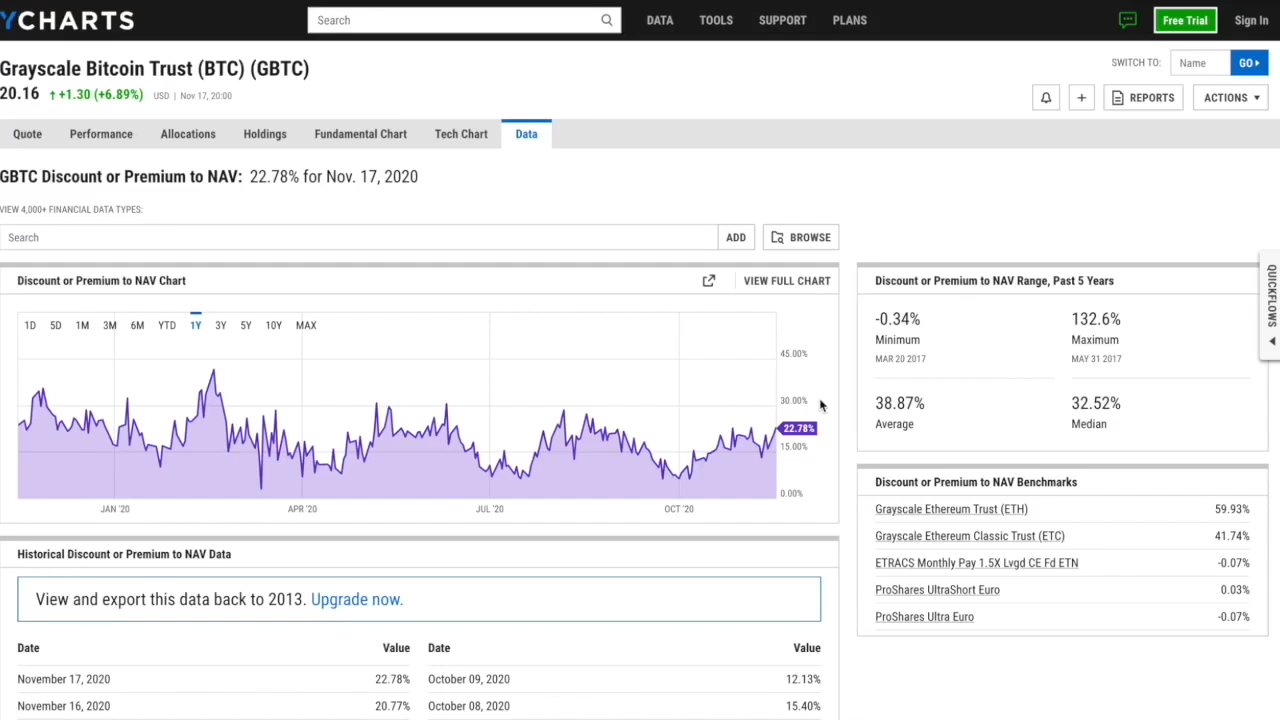 YCHARTS
Search
DATA TOOLS SUPPORT PLANS
Free Trial
Sign In
Grayscale Bitcoin Trust (BTC) (GBTC)
SWITCH TO:
Name
GO
20.16 +1.30 (+6.89%) USD | Nov 17, 20:00
REPORTS
ACTIONS
Quote Performance Allocations Holdings Fundamental Chart Tech Chart Data
GBTC Discount or Premium to NAV: 22.78% for Nov. 17, 2020
VIEW 4,000+ FINANCIAL DATA TYPES:
Search
ADD
BROWSE
Discount or Premium to NAV Chart
VIEW FULL CHART
1D 5D 1M 3M 6M YTD 1Y 3Y 5Y 10Y MAX
45.00%
30.00%
22.78%
15.00%
0.00%
JAN '20 APR '20 JUL '20 OCT '20
Discount or Premium to NAV Range, Past 5 Years
-0.34% 132.6%
Minimum Maximum
MAR 20 2017 MAY 31 2017
38.87% 32.52%
Average Median
QUICKFLOWS
Discount or Premium to NAV Benchmarks
Grayscale Ethereum Trust (ETH) 59.93%
Grayscale Ethereum Classic Trust (ETC) 41.74%
ETRACS Monthly Pay 1.5X Lvgd CE Fd ETN -0.07%
ProShares UltraShort Euro 0.03%
ProShares Ultra Euro -0.07%
Historical Discount or Premium to NAV Data
View and export this data back to 2013. Upgrade now.
Date Value Date Value
November 17, 2020 22.78% October 09, 2020 12.13%
November 16, 2020 20.77% October 08, 2020 15.40%